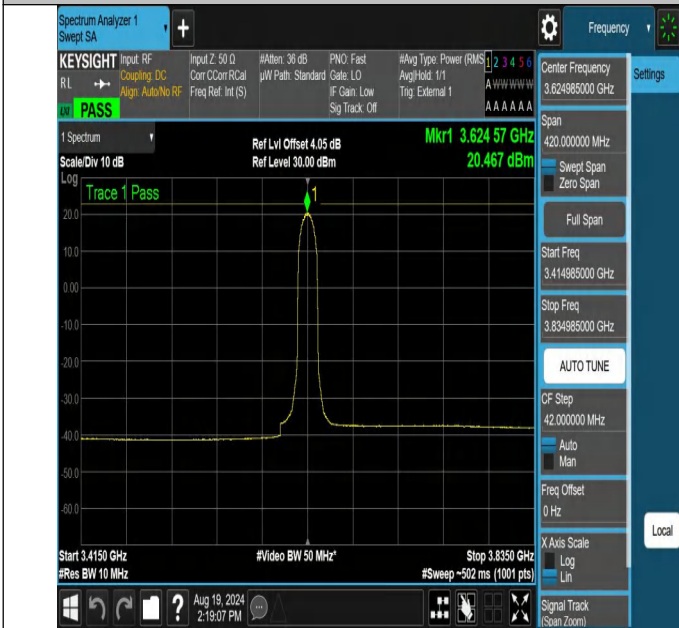 Spectrum Analyzer 1
Swept SA
+
Frequency
KEYSIGHT
RL
PASS
Input: RF
Coupling: DC
Align: Auto/No RF
Input Z: 50 Ω
Corr CCorr RCal
Freq Ref: Int (S)
#Atten: 36 dB
µW Path: Standard
PNO: Fast
Gate: LO
IF Gain: Low
Sig Track: Off
#Avg Type: Power (RMS
Avg|Hold: 1/1
Trig: External 1
1 2 3 4 5 6
A W W W W W
A A A A A A
1 Spectrum
Scale/Div 10 dB
Ref Lvl Offset 4.05 dB
Ref Level 30.00 dBm
Mkr1 3.624 57 GHz
20.467 dBm
Log
Trace 1 Pass
1
20.0
10.0
0.00
-10.0
-20.0
-30.0
-40.0
-50.0
-60.0
Start 3.4150 GHz
#Res BW 10 MHz
#Video BW 50 MHz*
Stop 3.8350 GHz
#Sweep ~502 ms (1001 pts)
?
Aug 19, 2024
2:19:07 PM
Center Frequency
3.624985000 GHz
Span
420.000000 MHz
Swept Span
Zero Span
Full Span
Start Freq
3.414985000 GHz
Stop Freq
3.834985000 GHz
AUTO TUNE
CF Step
42.000000 MHz
Auto
Man
Freq Offset
0 Hz
X Axis Scale
Log
Lin
Signal Track
(Span Zoom)
Settings
Local